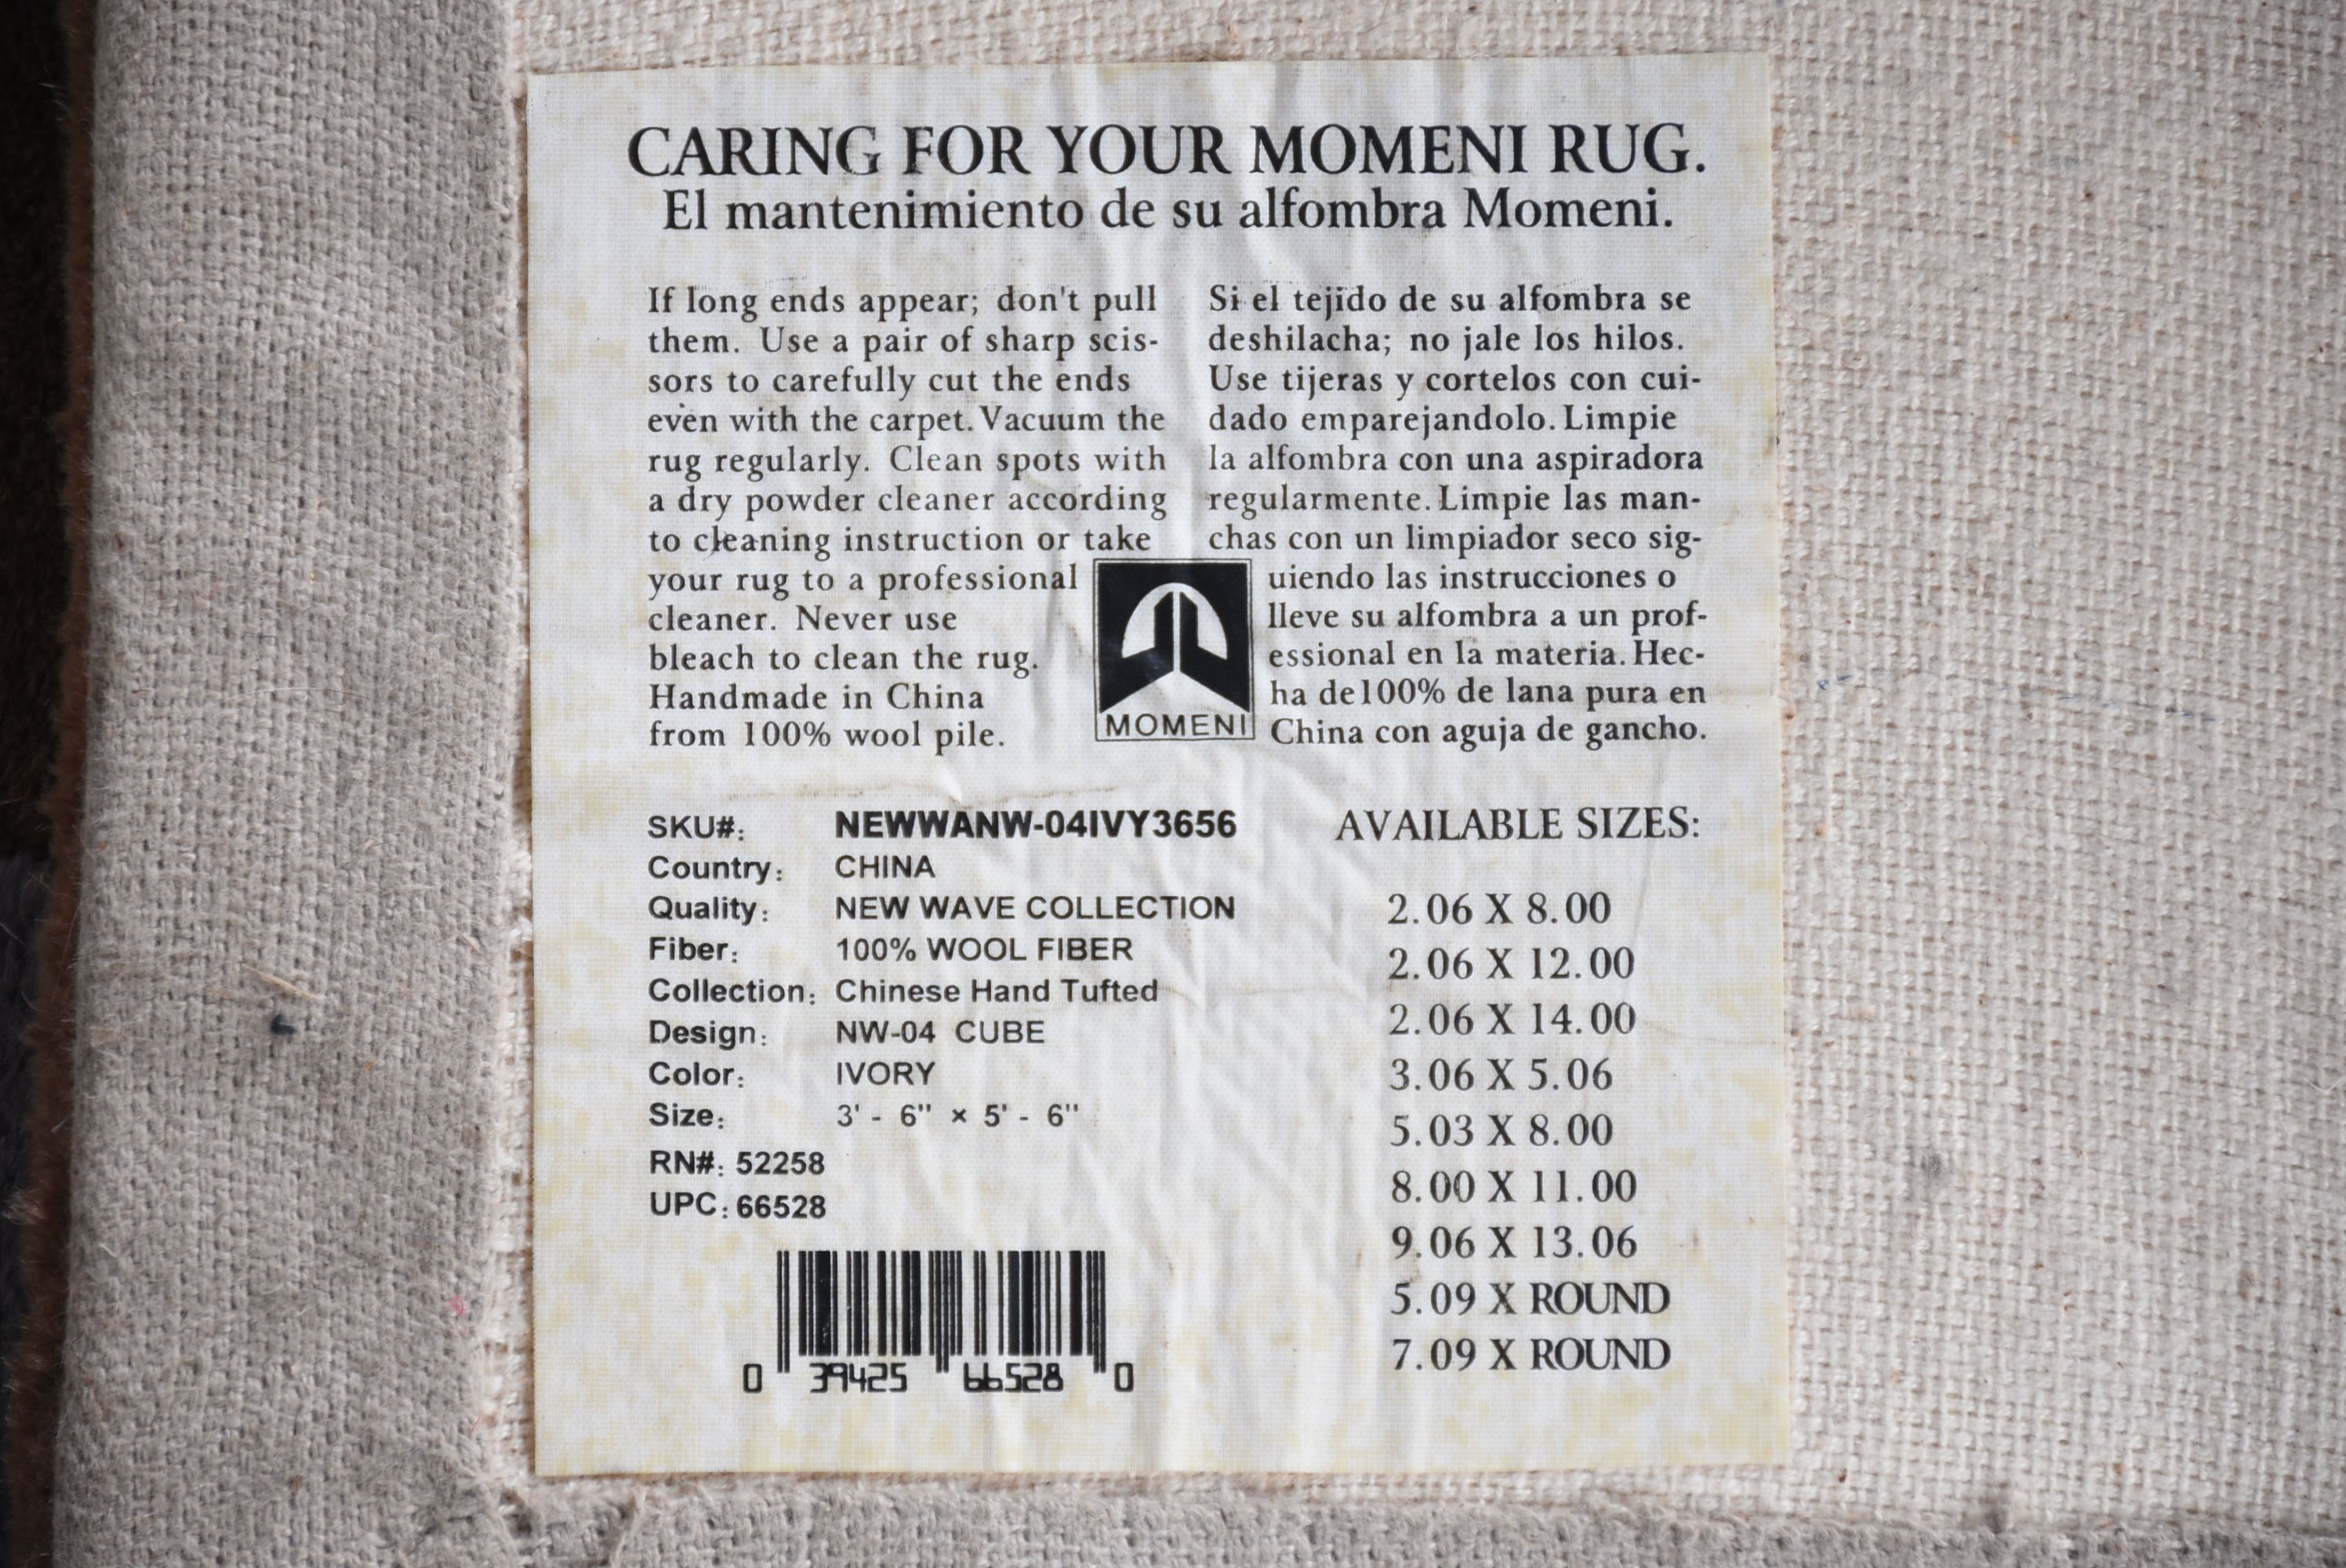 CARING FOR YOUR MOMENI RUG.
El mantenimiento de su alfombra Momeni.
If long ends appear; don't pull
them. Use a pair of sharp scis-
sors to carefully cut the ends
even with the carpet. Vacuum the
rug regularly. Clean spots with
a dry powder cleaner according
to cleaning instruction or take
your rug to a professional
cleaner. Never use
bleach to clean the rug.
Handmade in China
from 100% wool pile.
Si el tejido de su alfombra se
deshilacha; no jale los hilos.
Use tijeras y cortelos con cui-
dado emparejandolo. Limpie
la alfombra con una aspiradora
regularmente. Limpie las man-
chas con un limpiador seco sig-
uiendo las instrucciones o
lleve su alfombra a un prof-
essional en la materia. Hec-
ha de100% de lana pura en
China con aguja de gancho.
MOMENI
SKU#: NEWWANW-04IVY3656
Country: CHINA
Quality: NEW WAVE COLLECTION
Fiber: 100% WOOL FIBER
Collection: Chinese Hand Tufted
Design: NW-04 CUBE
Color: IVORY
Size: 3' - 6" × 5' - 6"
RN#: 52258
UPC: 66528
0 39425 66528 0
AVAILABLE SIZES:
2.06 X 8.00
2.06 X 12.00
2.06 X 14.00
3.06 X 5.06
5.03 X 8.00
8.00 X 11.00
9.06 X 13.06
5.09 X ROUND
7.09 X ROUND